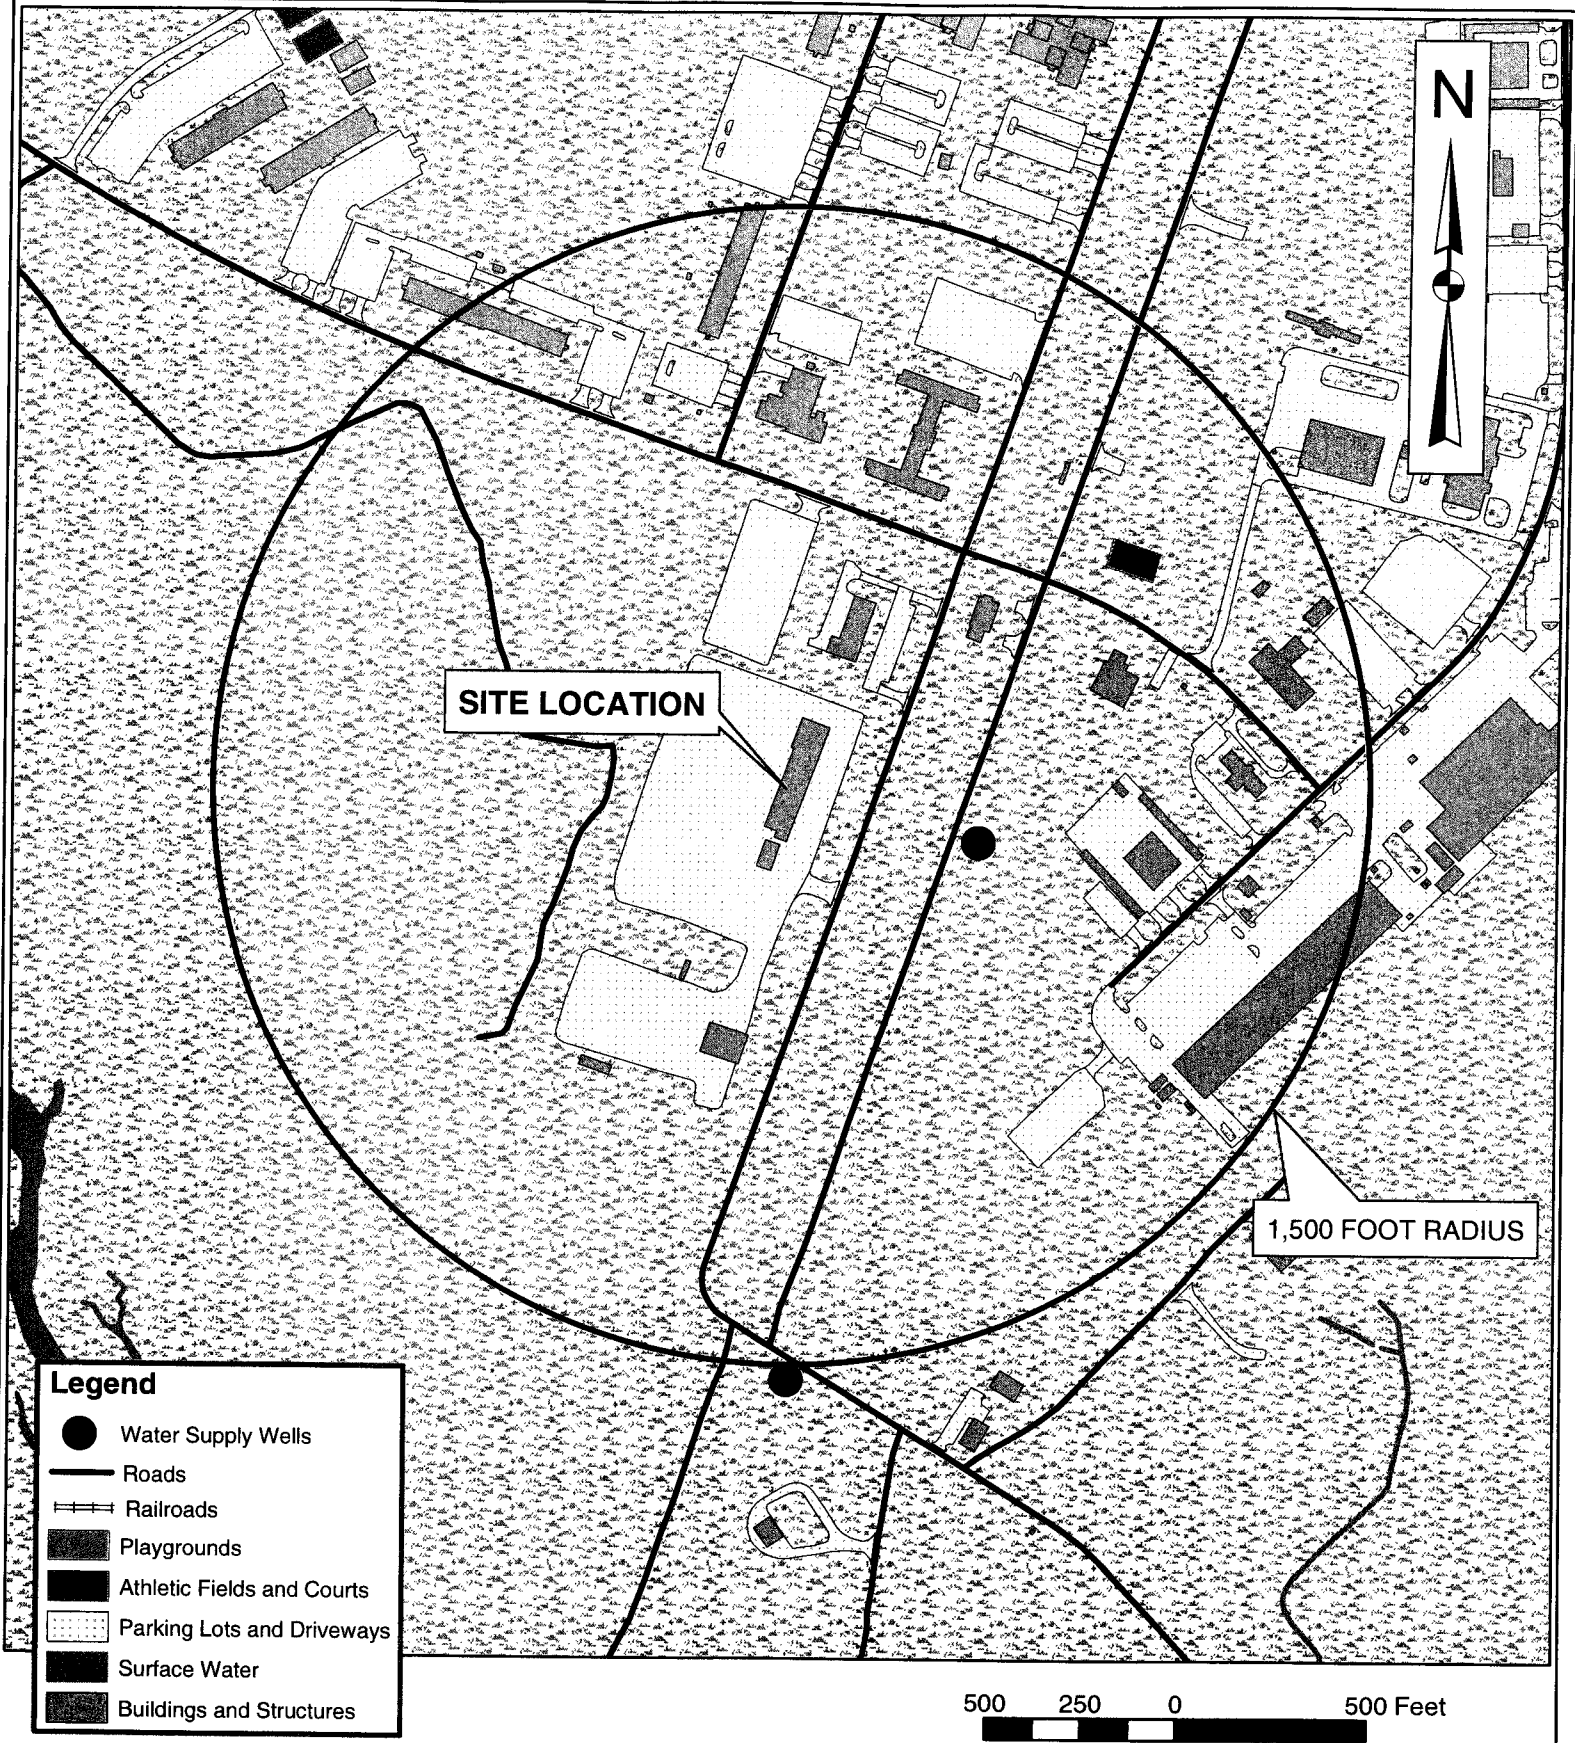 N
SITE LOCATION
1,500 FOOT RADIUS
Legend
Water Supply Wells
Roads
Railroads
Playgrounds
Athletic Fields and Courts
Parking Lots and Driveways
Surface Water
Buildings and Structures
500 250 0 500 Feet